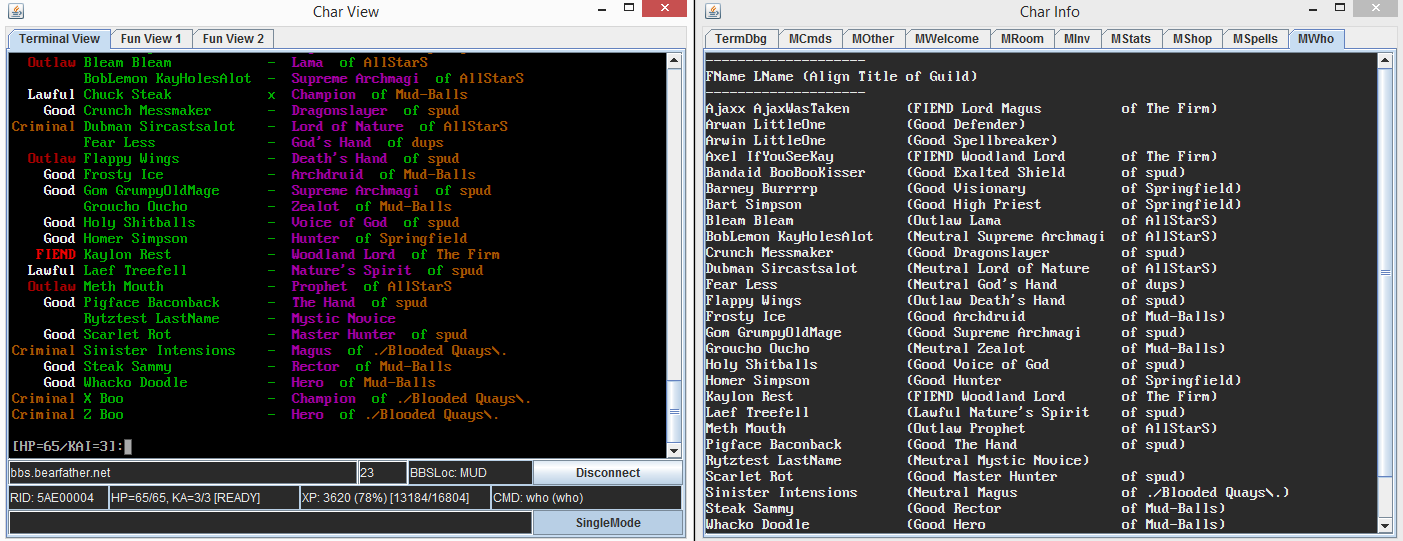 Char View
Terminal View Fun View 1 Fun View 2
Outlaw Bleam Bleam - Lama of AllStarS
BobLemon KayHolesAlot - Supreme Archmagi of AllStarS
Lawful Chuck Steak x Champion of Mud-Balls
Good Crunch Messmaker - Dragonslayer of spud
Criminal Dubman Sircastsalot - Lord of Nature of AllStarS
Fear Less - God's Hand of dups
Outlaw Flappy Wings - Death's Hand of spud
Good Frosty Ice - Archdruid of Mud-Balls
Good Gom GrumpyOldMage - Supreme Archmagi of spud
Groucho Oucho - Zealot of Mud-Balls
Good Holy Shitballs - Voice of God of spud
Good Homer Simpson - Hunter of Springfield
FIEND Kaylon Rest - Woodland Lord of The Firm
Lawful Laef Treefell - Nature's Spirit of spud
Outlaw Meth Mouth - Prophet of AllStarS
Good Pigface Baconback - The Hand of spud
Rytztest LastName - Mystic Novice
Good Scarlet Rot - Master Hunter of spud
Criminal Sinister Intensions - Magus of ./Blooded Quays\.
Good Steak Sammy - Rector of Mud-Balls
Good Whacko Doodle - Hero of Mud-Balls
Criminal X Boo - Champion of ./Blooded Quays\.
Criminal Z Boo - Hero of ./Blooded Quays\.
[HP=65/KAI=3]:
bbs.bearfather.net 23 BBSLoc: MUD Disconnect
RID: 5AE00004 HP=65/65, KA=3/3 [READY] XP: 3620 (78%) [13184/16804] CMD: who (who)
SingleMode
Char Info
TermDbg MCmds MOther MWelcome MRoom MInv MStats MShop MSpells MWho
--------------------
FName LName (Align Title of Guild)
--------------------
Ajaxx AjaxWasTaken (FIEND Lord Magus of The Firm)
Arwan LittleOne (Good Defender)
Arwin LittleOne (Good Spellbreaker)
Axel IfYouSeeKay (FIEND Woodland Lord of The Firm)
Bandaid BooBooKisser (Good Exalted Shield of spud)
Barney Burrrrrp (Good Visionary of Springfield)
Bart Simpson (Good High Priest of Springfield)
Bleam Bleam (Outlaw Lama of AllStarS)
BobLemon KayHolesAlot (Neutral Supreme Archmagi of AllStarS)
Crunch Messmaker (Good Dragonslayer of spud)
Dubman Sircastsalot (Neutral Lord of Nature of AllStarS)
Fear Less (Neutral God's Hand of dups)
Flappy Wings (Outlaw Death's Hand of spud)
Frosty Ice (Good Archdruid of Mud-Balls)
Gom GrumpyOldMage (Good Supreme Archmagi of spud)
Groucho Oucho (Neutral Zealot of Mud-Balls)
Holy Shitballs (Good Voice of God of spud)
Homer Simpson (Good Hunter of Springfield)
Kaylon Rest (FIEND Woodland Lord of The Firm)
Laef Treefell (Lawful Nature's Spirit of spud)
Meth Mouth (Outlaw Prophet of AllStarS)
Pigface Baconback (Good The Hand of spud)
Rytztest LastName (Neutral Mystic Novice)
Scarlet Rot (Good Master Hunter of spud)
Sinister Intensions (Neutral Magus of ./Blooded Quays\.)
Steak Sammy (Good Rector of Mud-Balls)
Whacko Doodle (Good Hero of Mud-Balls)